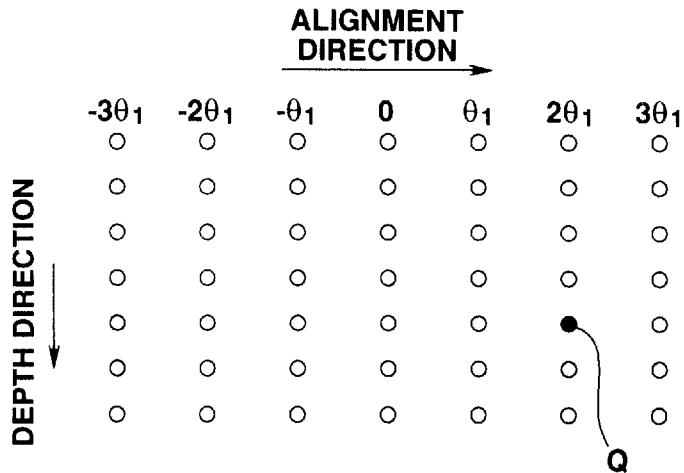 ALIGNMENT
DIRECTION
-3θ1 -2θ1 -θ1 0 θ1 2θ1 3θ1
DEPTH DIRECTION
Q